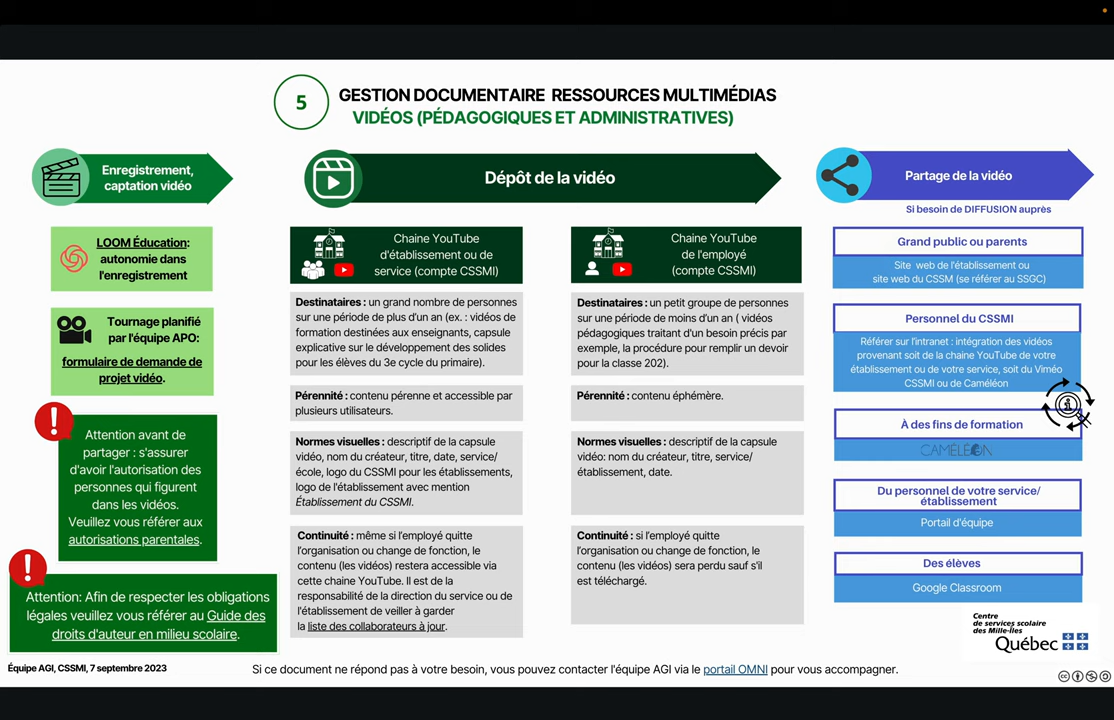 5
GESTION DOCUMENTAIRE RESSOURCES MULTIMÉDIAS
VIDÉOS (PÉDAGOGIQUES ET ADMINISTRATIVES)
Enregistrement,
captation vidéo
LOOM Éducation:
autonomie dans
l'enregistrement
Tournage planifié
par l'équipe APO:
formulaire de demande de
projet vidéo.
Attention avant de
partager : s'assurer
d'avoir l'autorisation des
personnes qui figurent
dans les vidéos.
Veuillez vous référer aux
autorisations parentales.
Attention: Afin de respecter les obligations
légales veuillez vous référer au Guide des
droits d'auteur en milieu scolaire.
Dépôt de la vidéo
Chaine YouTube
d'établissement ou de
service (compte CSSMI)
Destinataires : un grand nombre de personnes
sur une période de plus d'un an (ex. : vidéos de
formation destinées aux enseignants, capsule
explicative sur le développement des solides
pour les élèves du 3e cycle du primaire).
Pérennité : contenu pérenne et accessible par
plusieurs utilisateurs.
Normes visuelles : descriptif de la capsule
vidéo, nom du créateur, titre, date, service/
école, logo du CSSMI pour les établissements,
logo de l'établissement avec mention
Établissement du CSSMI.
Continuité : même si l'employé quitte
l'organisation ou change de fonction, le
contenu (les vidéos) restera accessible via
cette chaine YouTube. Il est de la
responsabilité de la direction du service ou de
l'établissement de veiller à garder
la liste des collaborateurs à jour.
Chaine YouTube
de l'employé
(compte CSSMI)
Destinataires : un petit groupe de personnes
sur une période de moins d'un an ( vidéos
pédagogiques traitant d'un besoin précis par
exemple, la procédure pour remplir un devoir
pour la classe 202).
Pérennité : contenu éphémère.
Normes visuelles : descriptif de la capsule
vidéo: nom du créateur, titre, service/
établissement, date.
Continuité : si l'employé quitte
l'organisation ou change de fonction, le
contenu (les vidéos) sera perdu sauf s'il
est téléchargé.
Partage de la vidéo
Si besoin de DIFFUSION auprès
Grand public ou parents
Site web de l'établissement ou
site web du CSSM (se référer au SSGC)
Personnel du CSSMI
Référer sur l'intranet : intégration des vidéos
provenant soit de la chaine YouTube de votre
établissement ou de votre service, soit du Viméo
CSSMI ou de Caméléon
À des fins de formation
CAMÉLÉON
Du personnel de votre service/
établissement
Portail d'équipe
Des élèves
Google Classroom
Centre
de services scolaire
des Mille-Îles
Québec
Équipe AGI, CSSMI, 7 septembre 2023
Si ce document ne répond pas à votre besoin, vous pouvez contacter l'équipe AGI via le portail OMNI pour vous accompagner.